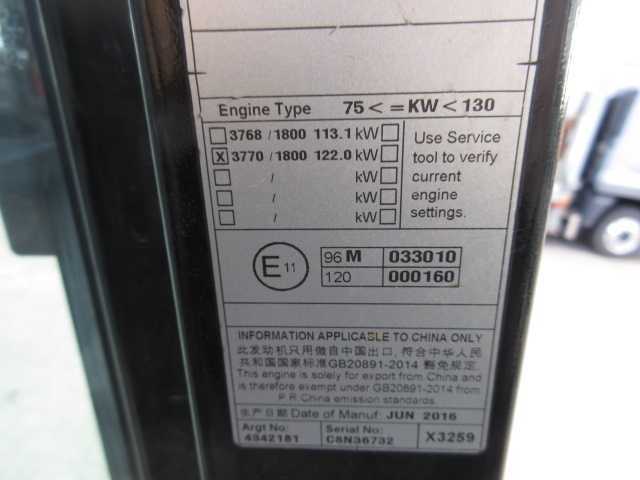 Engine Type 75 < = KW < 130
3768 / 1800 113.1 kW
X 3770 / 1800 122.0 kW
/ kW
/ kW
/ kW
Use Service
tool to verify
current
engine
settings.
E 11
96 M 033010
120 000160
INFORMATION APPLICABLE TO CHINA ONLY
此发动机只用做自中国出口, 符合中华人民
共和国国家标准GB20891-2014 豁免规定.
This engine is solely for export from China and
is therefore exempt under GB20891-2014 from
P.R.China emission standards.
生产日期 Date of Manuf: JUN 2016
Argt No: Serial No:
4342181 C8N36732 X3259